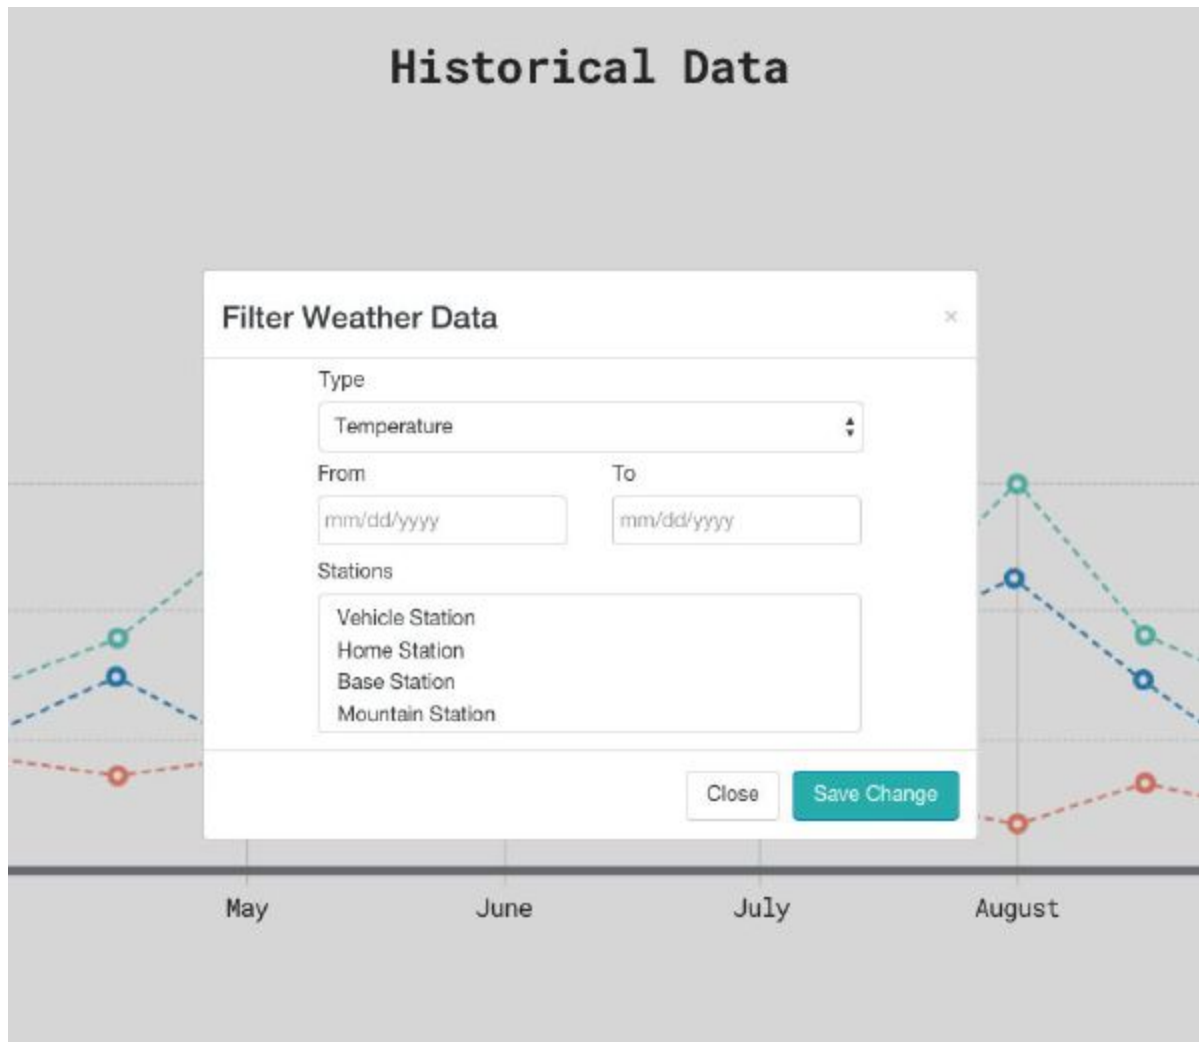 Historical Data
Filter Weather Data ×
Type
Temperature
From To
mm/dd/yyyy mm/dd/yyyy
Stations
Vehicle Station
Home Station
Base Station
Mountain Station
Close Save Change
May June July August